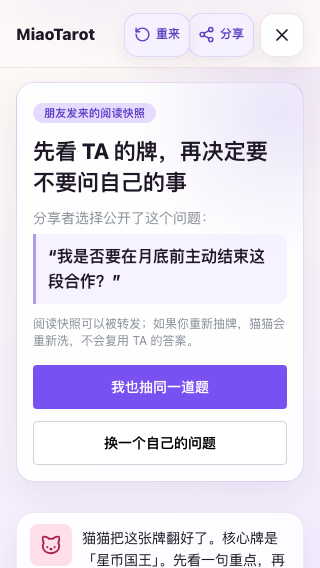 MiaoTarot
重来
分享
朋友发来的阅读快照
先看 TA 的牌，再决定要
不要问自己的事
分享者选择公开了这个问题：
“我是否要在月底前主动结束这
段合作？”
阅读快照可以被转发；如果你重新抽牌，猫猫会
重新洗，不会复用 TA 的答案。
我也抽同一道题
换一个自己的问题
猫猫把这张牌翻好了。核心牌是
「星币国王」。先看一句重点，再